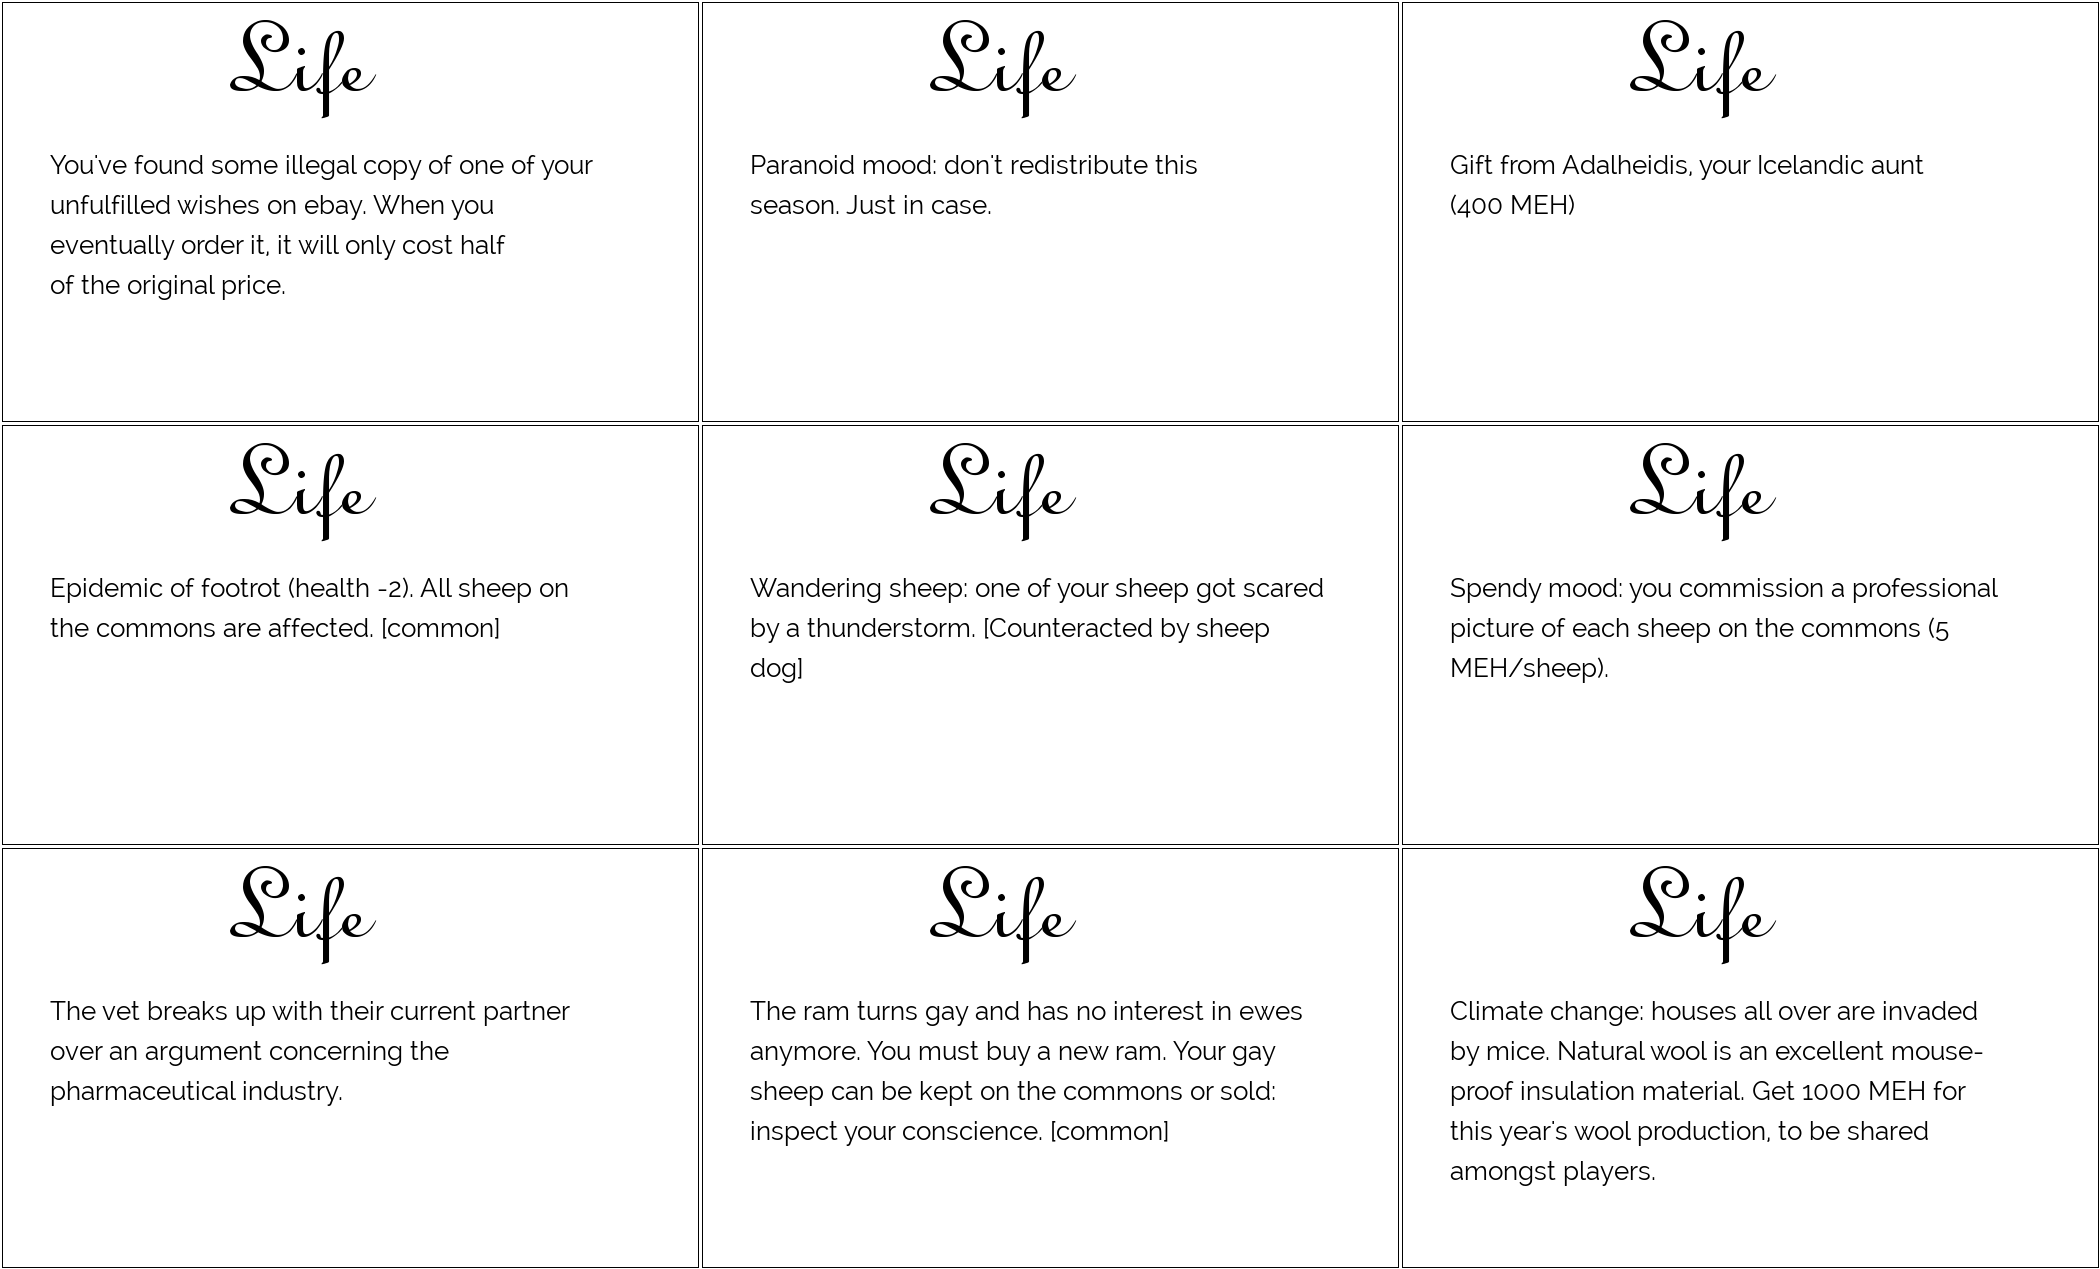 Life
You've found some illegal copy of one of your
unfulfilled wishes on ebay. When you
eventually order it, it will only cost half
of the original price.
Life
Paranoid mood: don't redistribute this
season. Just in case.
Life
Gift from Adalheidis, your Icelandic aunt
(400 MEH)
Life
Epidemic of footrot (health -2). All sheep on
the commons are affected. [common]
Life
Wandering sheep: one of your sheep got scared
by a thunderstorm. [Counteracted by sheep
dog]
Life
Spendy mood: you commission a professional
picture of each sheep on the commons (5
MEH/sheep).
Life
The vet breaks up with their current partner
over an argument concerning the
pharmaceutical industry.
Life
The ram turns gay and has no interest in ewes
anymore. You must buy a new ram. Your gay
sheep can be kept on the commons or sold:
inspect your conscience. [common]
Life
Climate change: houses all over are invaded
by mice. Natural wool is an excellent mouse-
proof insulation material. Get 1000 MEH for
this year's wool production, to be shared
amongst players.